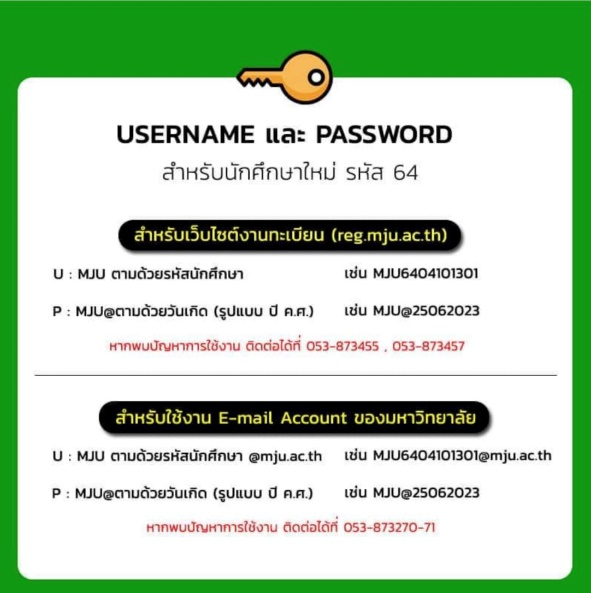 USERNAME และ PASSWORD
สำหรับนักศึกษาใหม่ รหัส 64
สำหรับเว็บไซต์งานทะเบียน (reg.mju.ac.th)
U : MJU ตามด้วยรหัสนักศึกษา เช่น MJU6404101301
P : MJU@ตามด้วยวันเกิด (รูปแบบ ปี ค.ศ.) เช่น MJU@25062023
หากพบปัญหาการใช้งาน ติดต่อได้ที่ 053-873455 , 053-873457
สำหรับใช้งาน E-mail Account ของมหาวิทยาลัย
U : MJU ตามด้วยรหัสนักศึกษา @mju.ac.th เช่น MJU6404101301@mju.ac.th
P : MJU@ตามด้วยวันเกิด (รูปแบบ ปี ค.ศ.) เช่น MJU@25062023
หากพบปัญหาการใช้งาน ติดต่อได้ที่ 053-873270-71